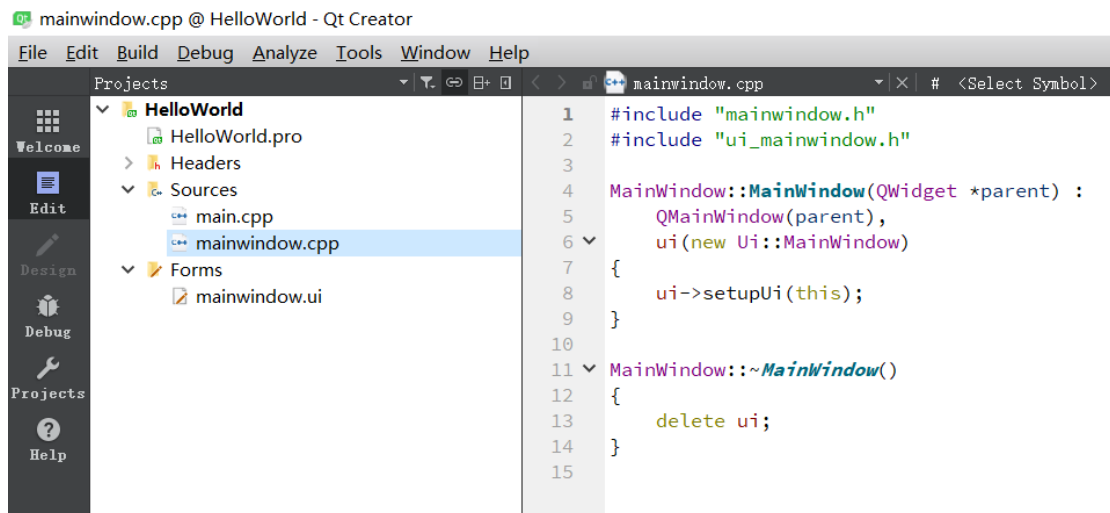 mainwindow.cpp @ HelloWorld - Qt Creator
File Edit Build Debug Analyze Tools Window Help
Projects
mainwindow.cpp
# <Select Symbol>
Welcome
Edit
Design
Debug
Projects
Help
HelloWorld
HelloWorld.pro
Headers
Sources
main.cpp
mainwindow.cpp
Forms
mainwindow.ui
1 #include "mainwindow.h"
2 #include "ui_mainwindow.h"
3
4 MainWindow::MainWindow(QWidget *parent) :
5     QMainWindow(parent),
6     ui(new Ui::MainWindow)
7 {
8     ui->setupUi(this);
9 }
10
11 MainWindow::~MainWindow()
12 {
13     delete ui;
14 }
15